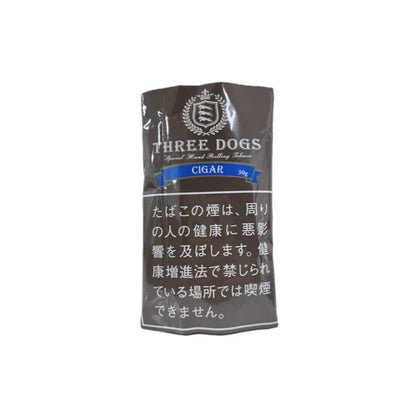 THREE DOGS
Special Hand Rolling Tobacco
CIGAR 30g
たばこの煙は、周り
の人の健康に悪影
響を及ぼします。健
康増進法で禁じられ
ている場所では喫煙
できません。